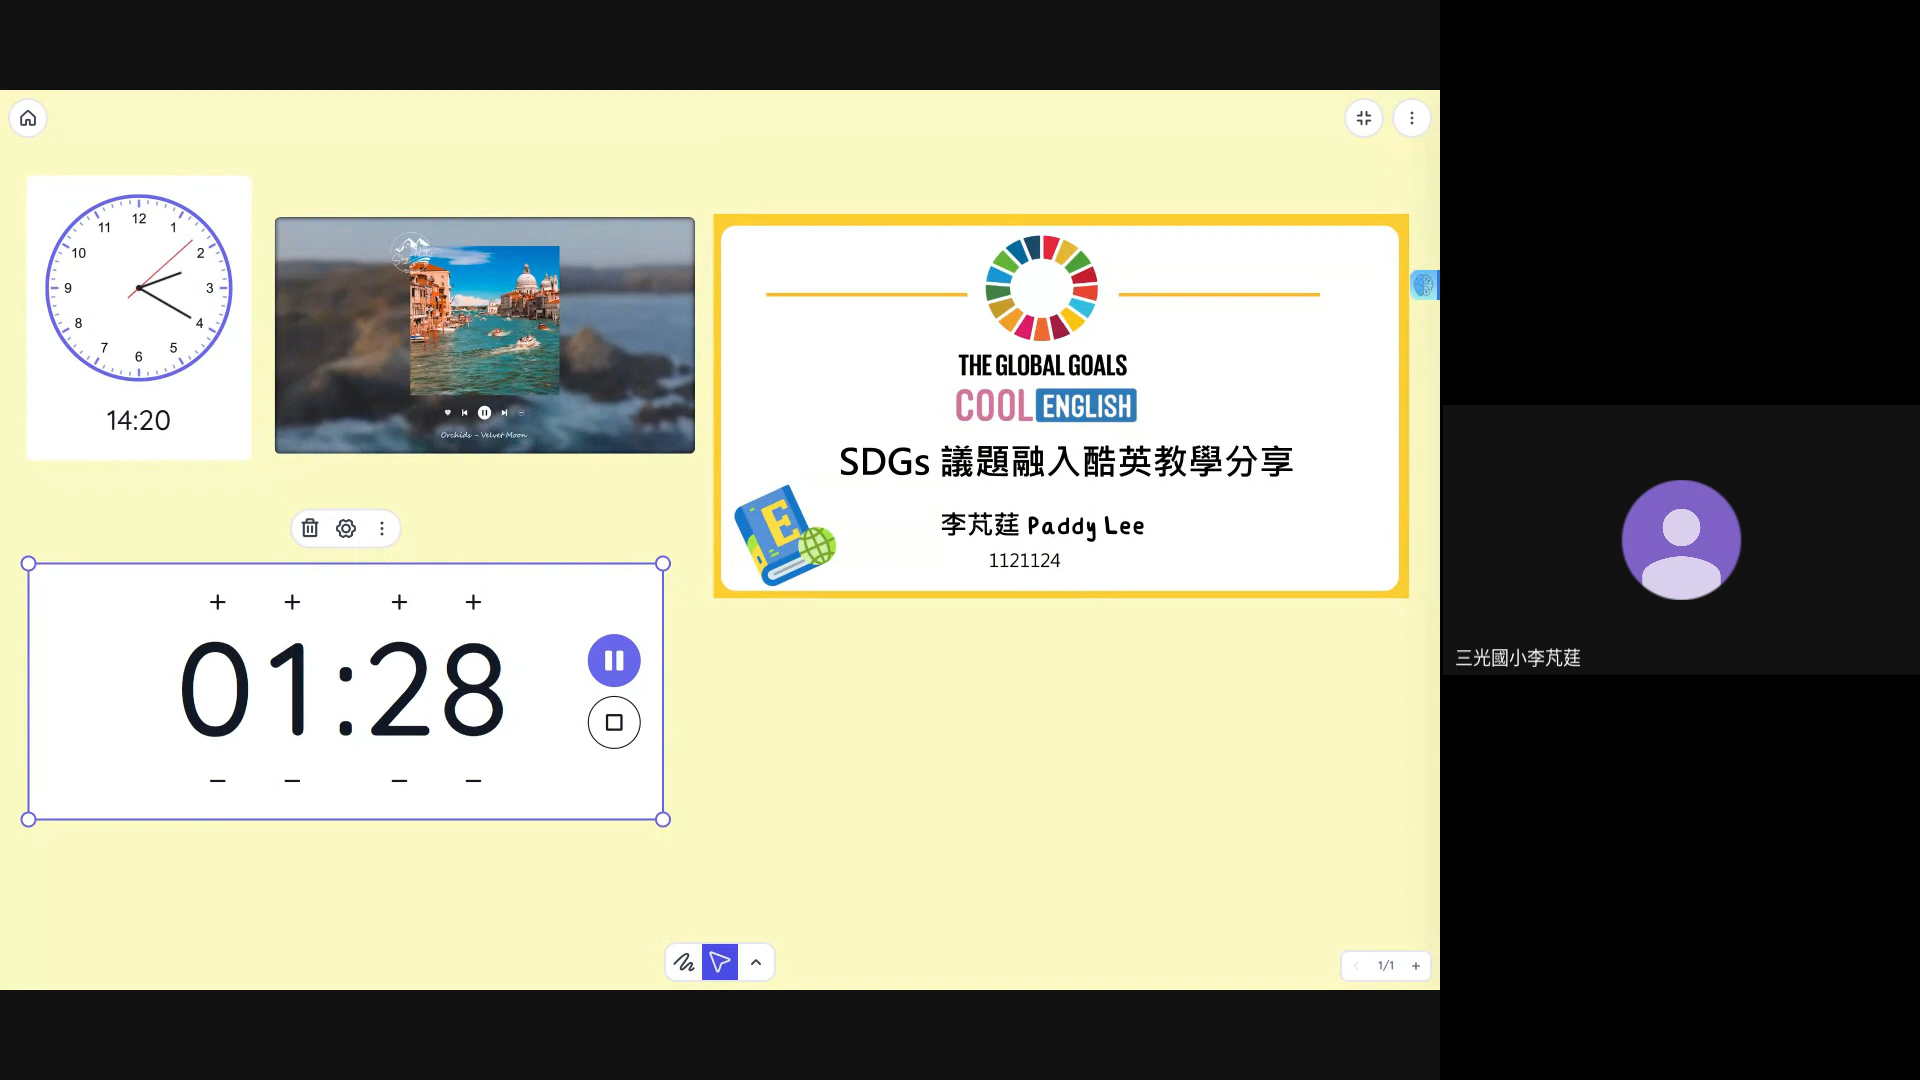 12
11
1
10
2
9
3
8
4
7
5
6
14:20
Orchids - Velvet Moon
THE GLOBAL GOALS
COOL ENGLISH
SDGs 議題融入酷英教學分享
李芃莛 Paddy Lee
1121124
E
+ + + +
01:28
− − − −
三光國小李芃莛
1/1 +